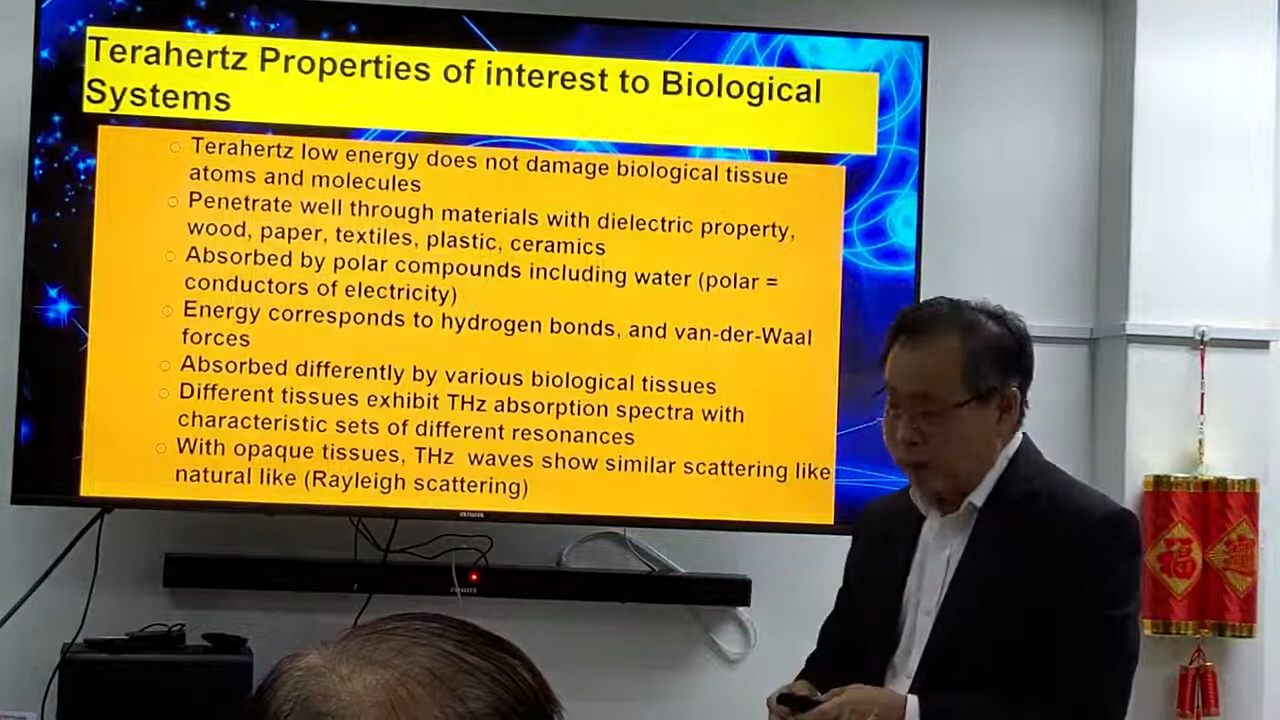 Terahertz Properties of interest to Biological
Systems
Terahertz low energy does not damage biological tissue
atoms and molecules
Penetrate well through materials with dielectric property,
wood, paper, textiles, plastic, ceramics
Absorbed by polar compounds including water (polar =
conductors of electricity)
Energy corresponds to hydrogen bonds, and van-der-Waal
forces
Absorbed differently by various biological tissues
Different tissues exhibit THz absorption spectra with
characteristic sets of different resonances
With opaque tissues, THz waves show similar scattering like
natural like (Rayleigh scattering)
福